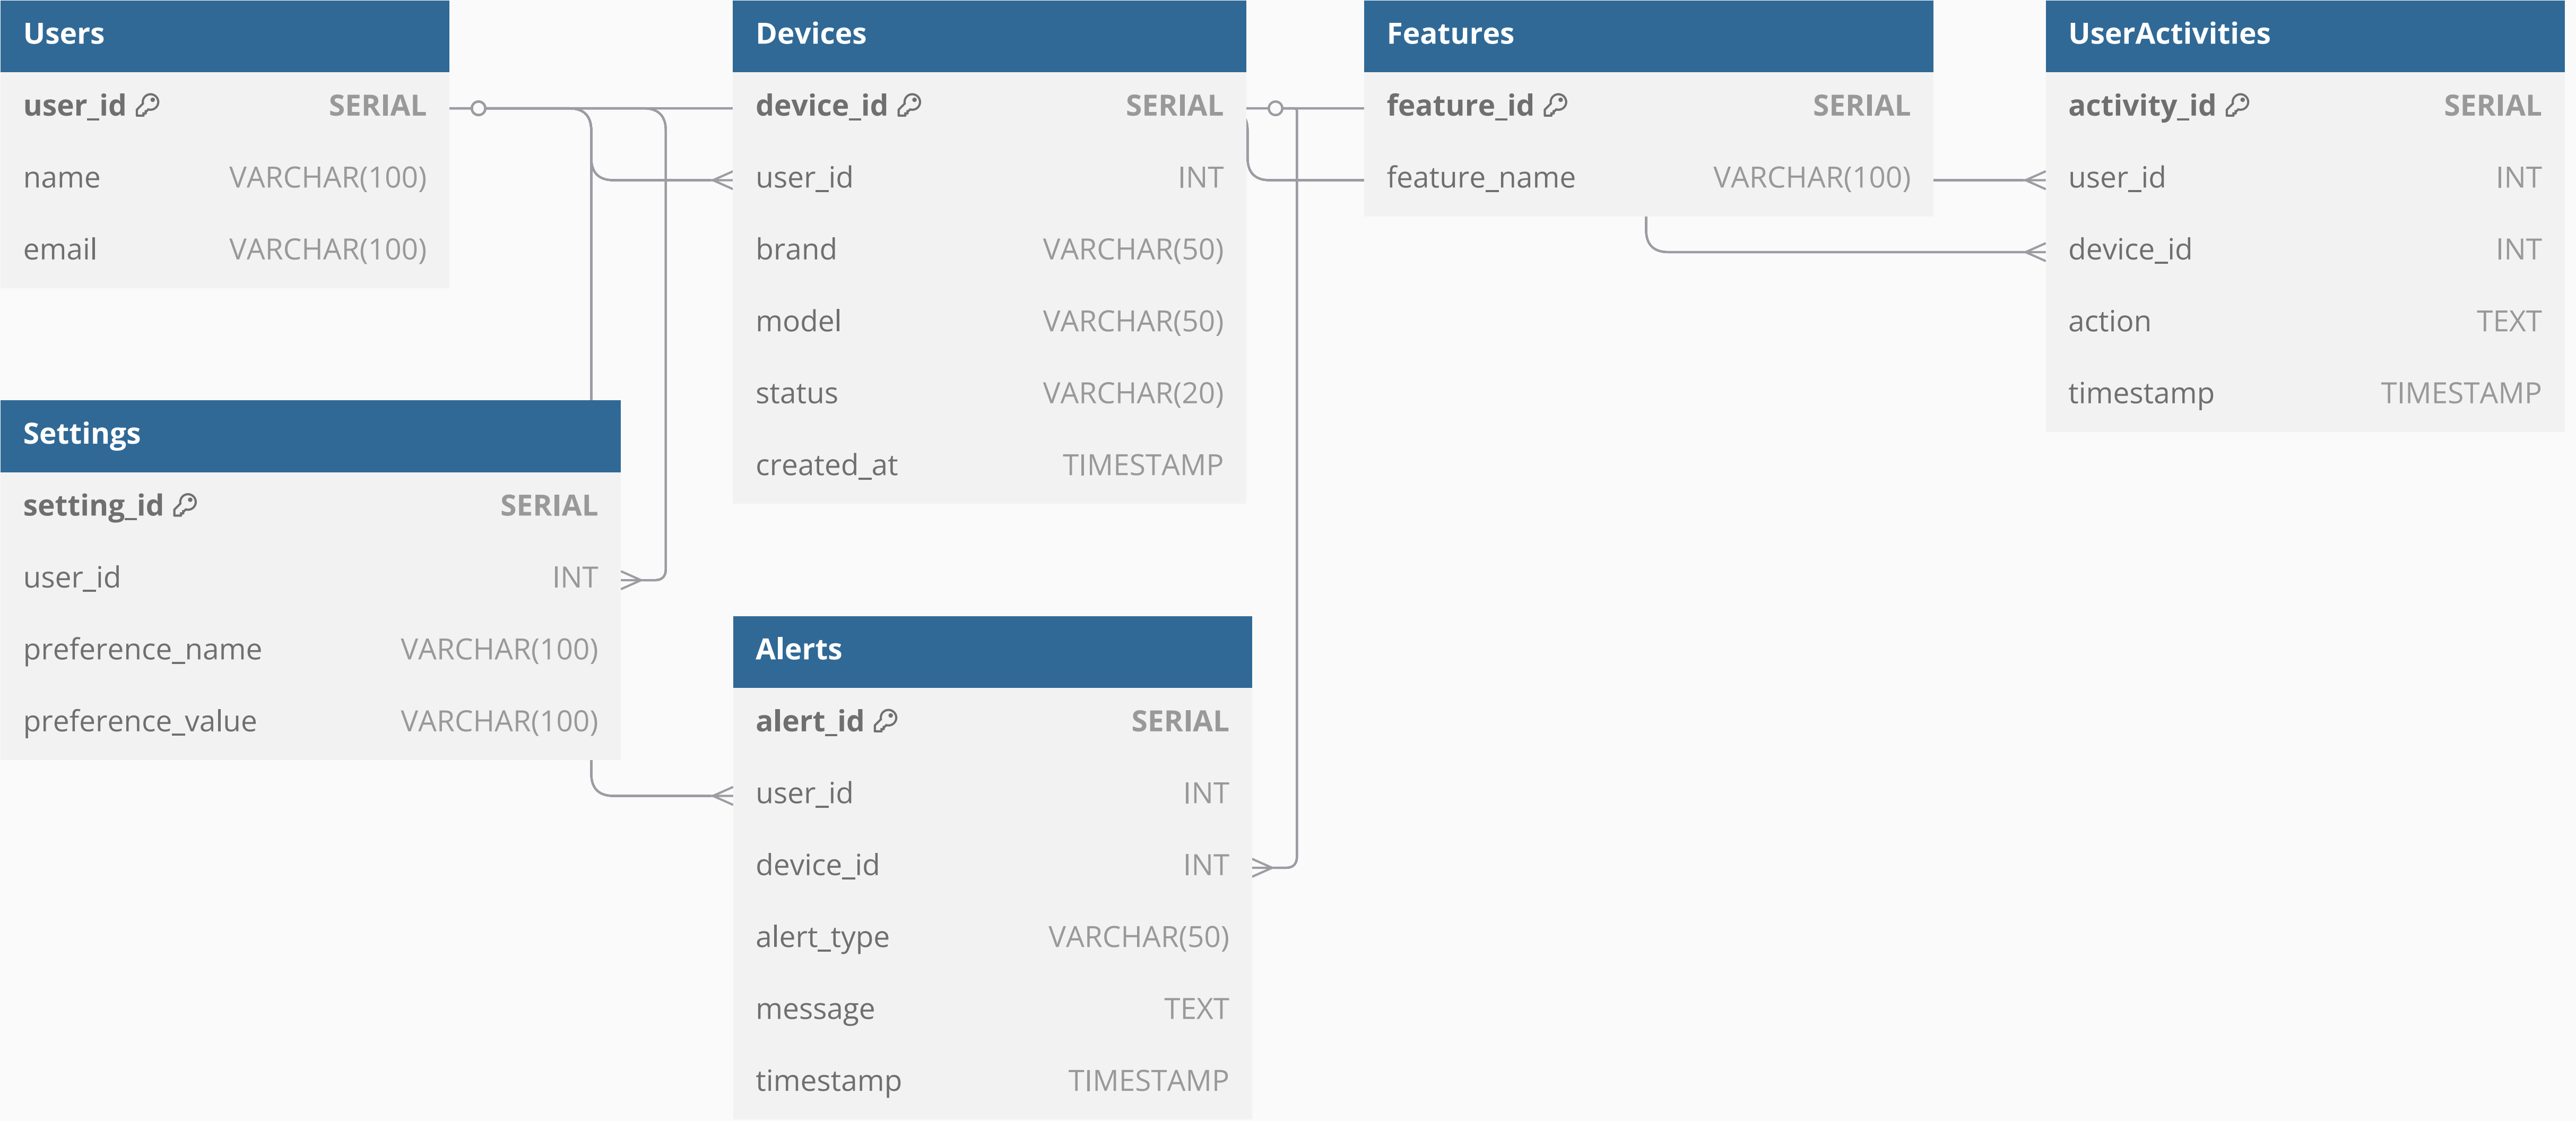 Users
user_id SERIAL
name VARCHAR(100)
email VARCHAR(100)
Devices
device_id SERIAL
user_id INT
brand VARCHAR(50)
model VARCHAR(50)
status VARCHAR(20)
created_at TIMESTAMP
Features
feature_id SERIAL
feature_name VARCHAR(100)
UserActivities
activity_id SERIAL
user_id INT
device_id INT
action TEXT
timestamp TIMESTAMP
Settings
setting_id SERIAL
user_id INT
preference_name VARCHAR(100)
preference_value VARCHAR(100)
Alerts
alert_id SERIAL
user_id INT
device_id INT
alert_type VARCHAR(50)
message TEXT
timestamp TIMESTAMP